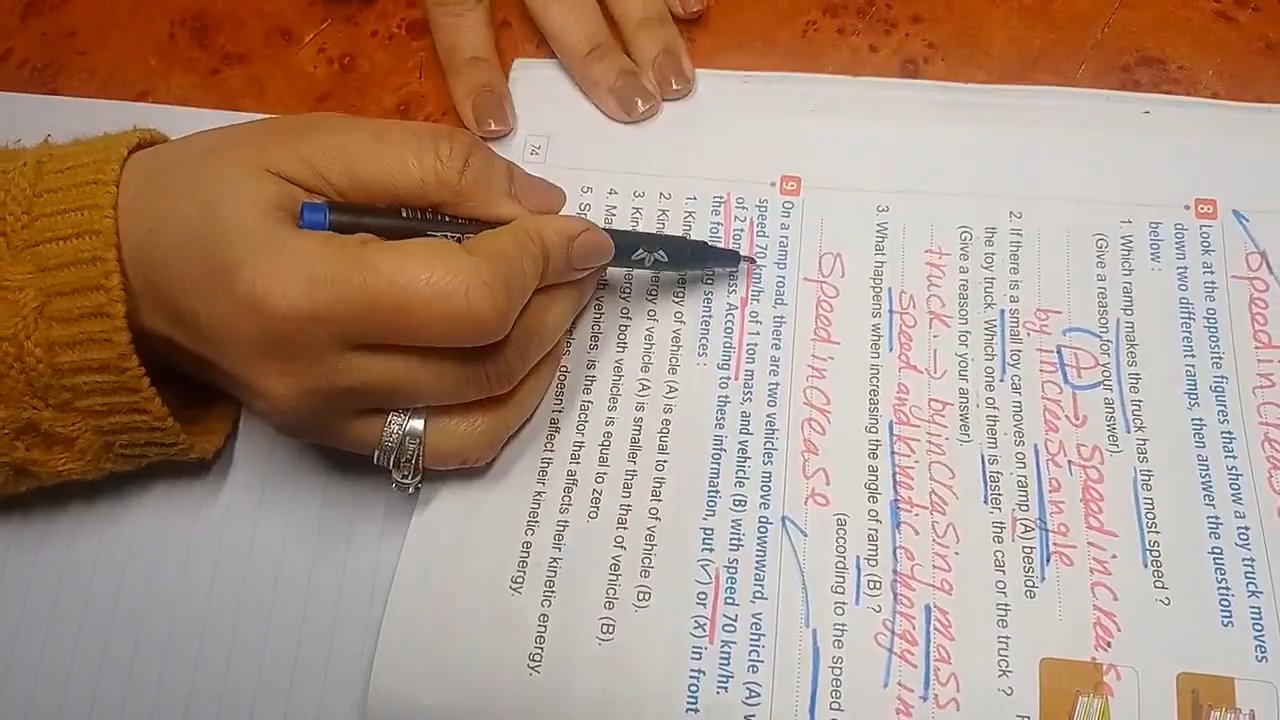 Speed increas
8 Look at the opposite figures that show a toy truck moves
down two different ramps, then answer the questions
below :
1. Which ramp makes the truck has the most speed ?
(Give a reason for your answer)
(A) → speed increase
by increase angle
2. If there is a small toy car moves on ramp (A) beside
the toy truck. Which one of them is faster, the car or the truck ?
(Give a reason for your answer)
truck. → by increasing mass
speed and kinetic energy in
3. What happens when increasing the angle of ramp (B) ?
(according to the speed
Speed increase
9 On a ramp road, there are two vehicles move downward, vehicle (A)
speed 70 km/hr. of 1 ton mass, and vehicle (B) with speed 70 km/hr.
of 2 ton mass. According to these information, put (✓) or (X) in front
the sentences :
1. energy of vehicle (A) is equal to that of vehicle (B).
2. energy of vehicle (A) is smaller than that of vehicle (B).
3. energy of both vehicles is equal to zero.
4. vehicles, doesn't affect their kinetic energy.
5. both vehicles, is the factor that affects their kinetic energy.
74